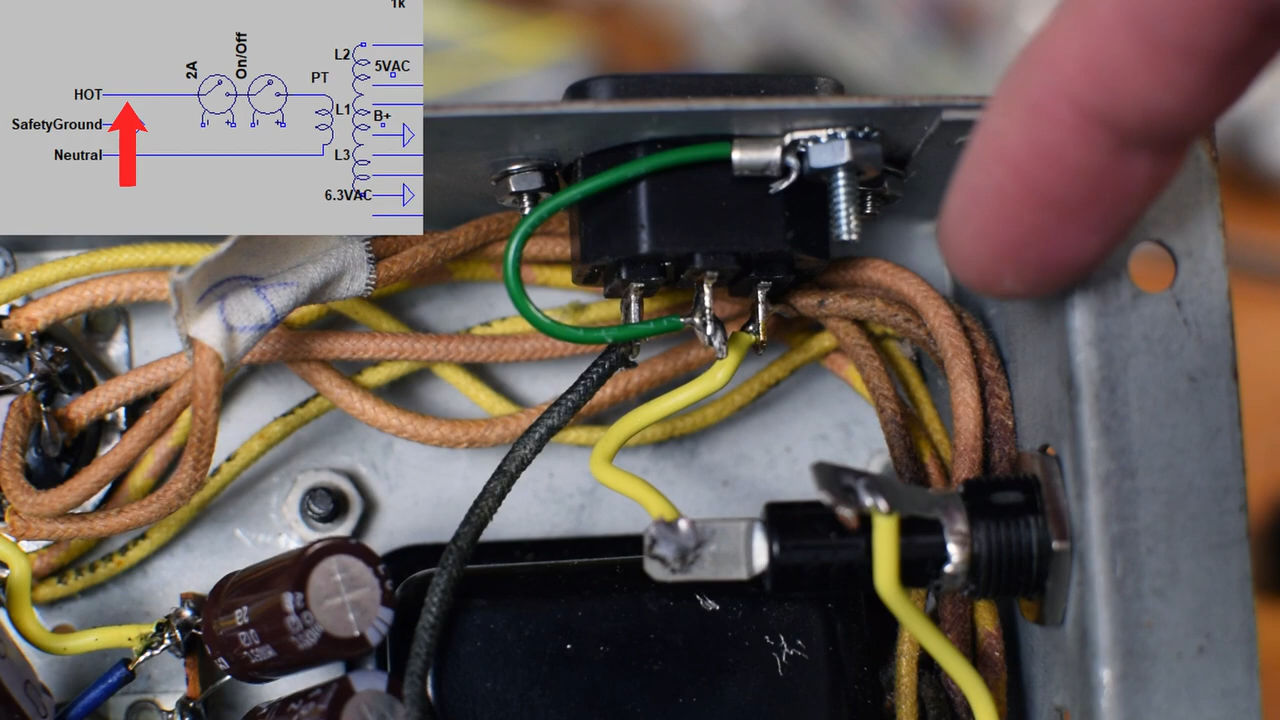 1k
On/Off
2A
L2
5VAC
PT
HOT
L1
B+
SafetyGround
Neutral
L3
6.3VAC